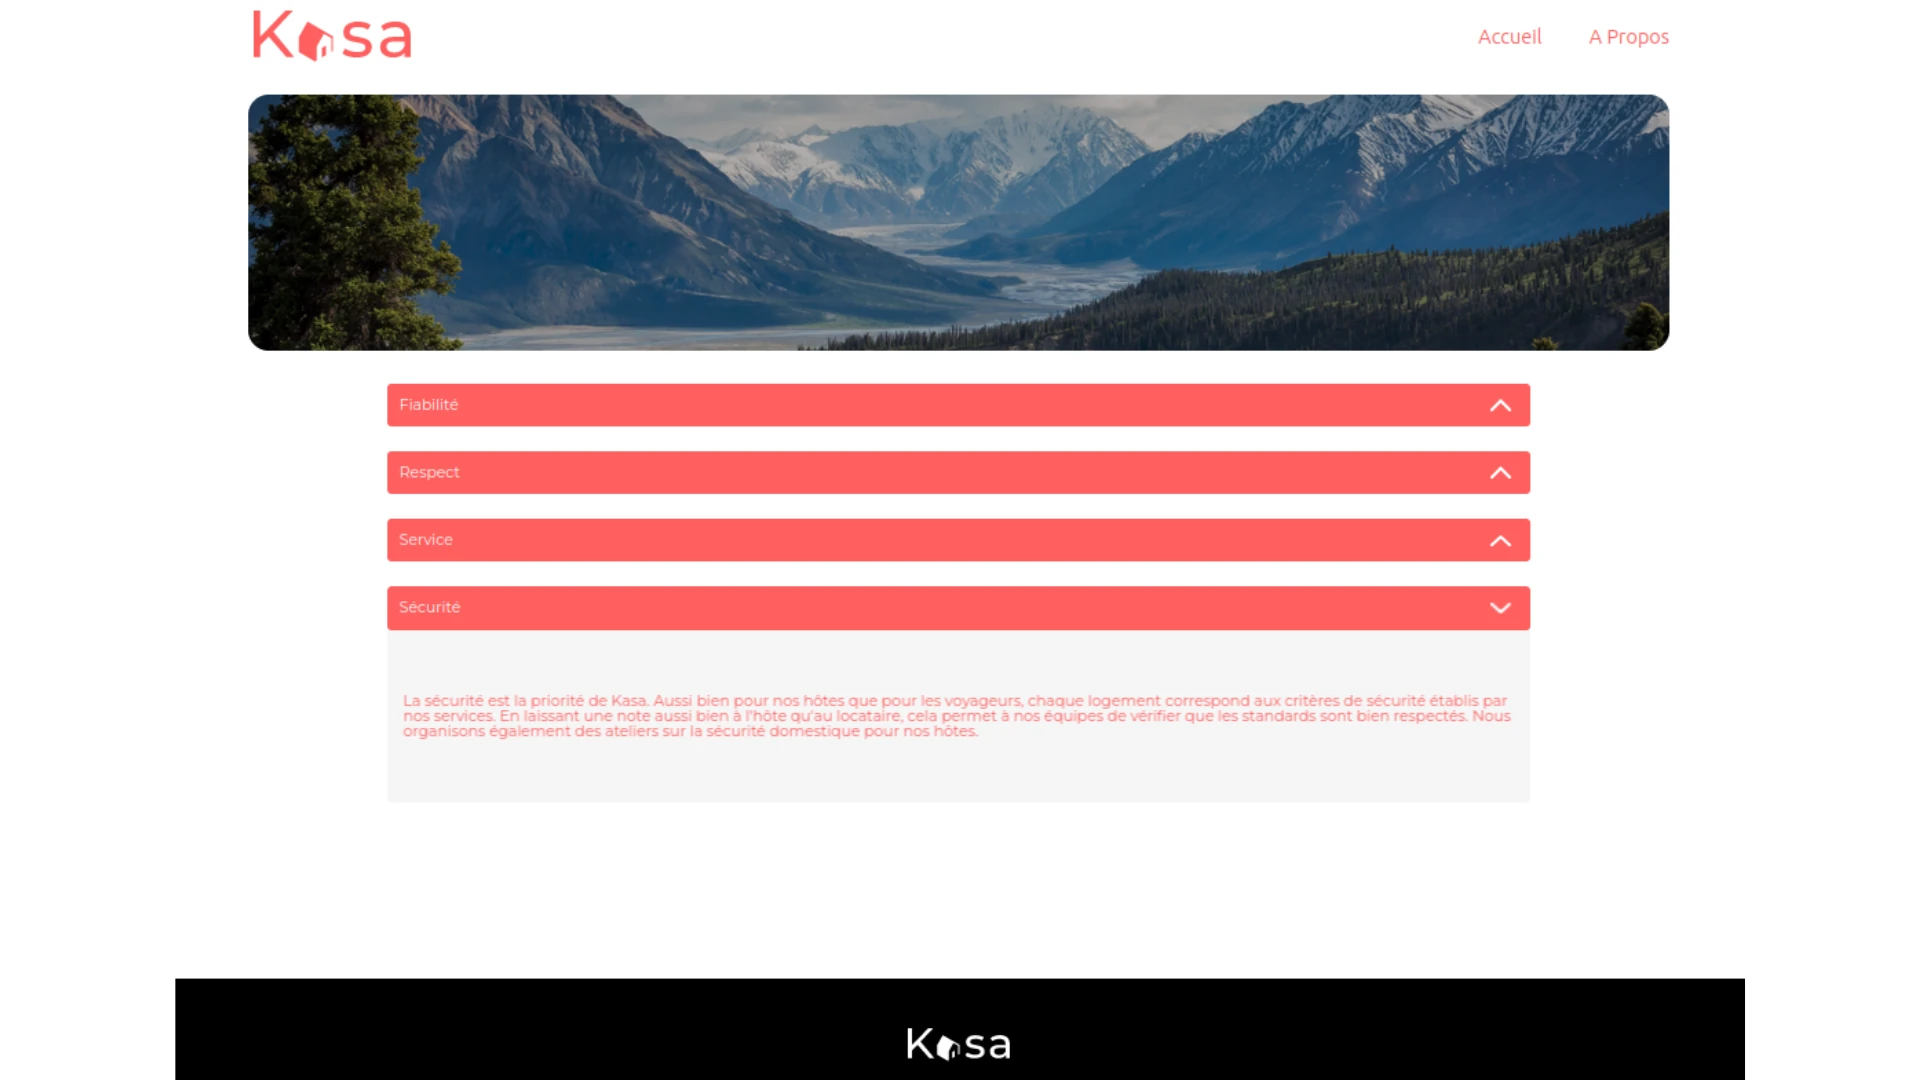 Kasa
Accueil
A Propos
Fiabilité
Respect
Service
Sécurité
La sécurité est la priorité de Kasa. Aussi bien pour nos hôtes que pour les voyageurs, chaque logement correspond aux critères de sécurité établis par
nos services. En laissant une note aussi bien à l'hôte qu'au locataire, cela permet à nos équipes de vérifier que les standards sont bien respectés. Nous
organisons également des ateliers sur la sécurité domestique pour nos hôtes.
Kasa